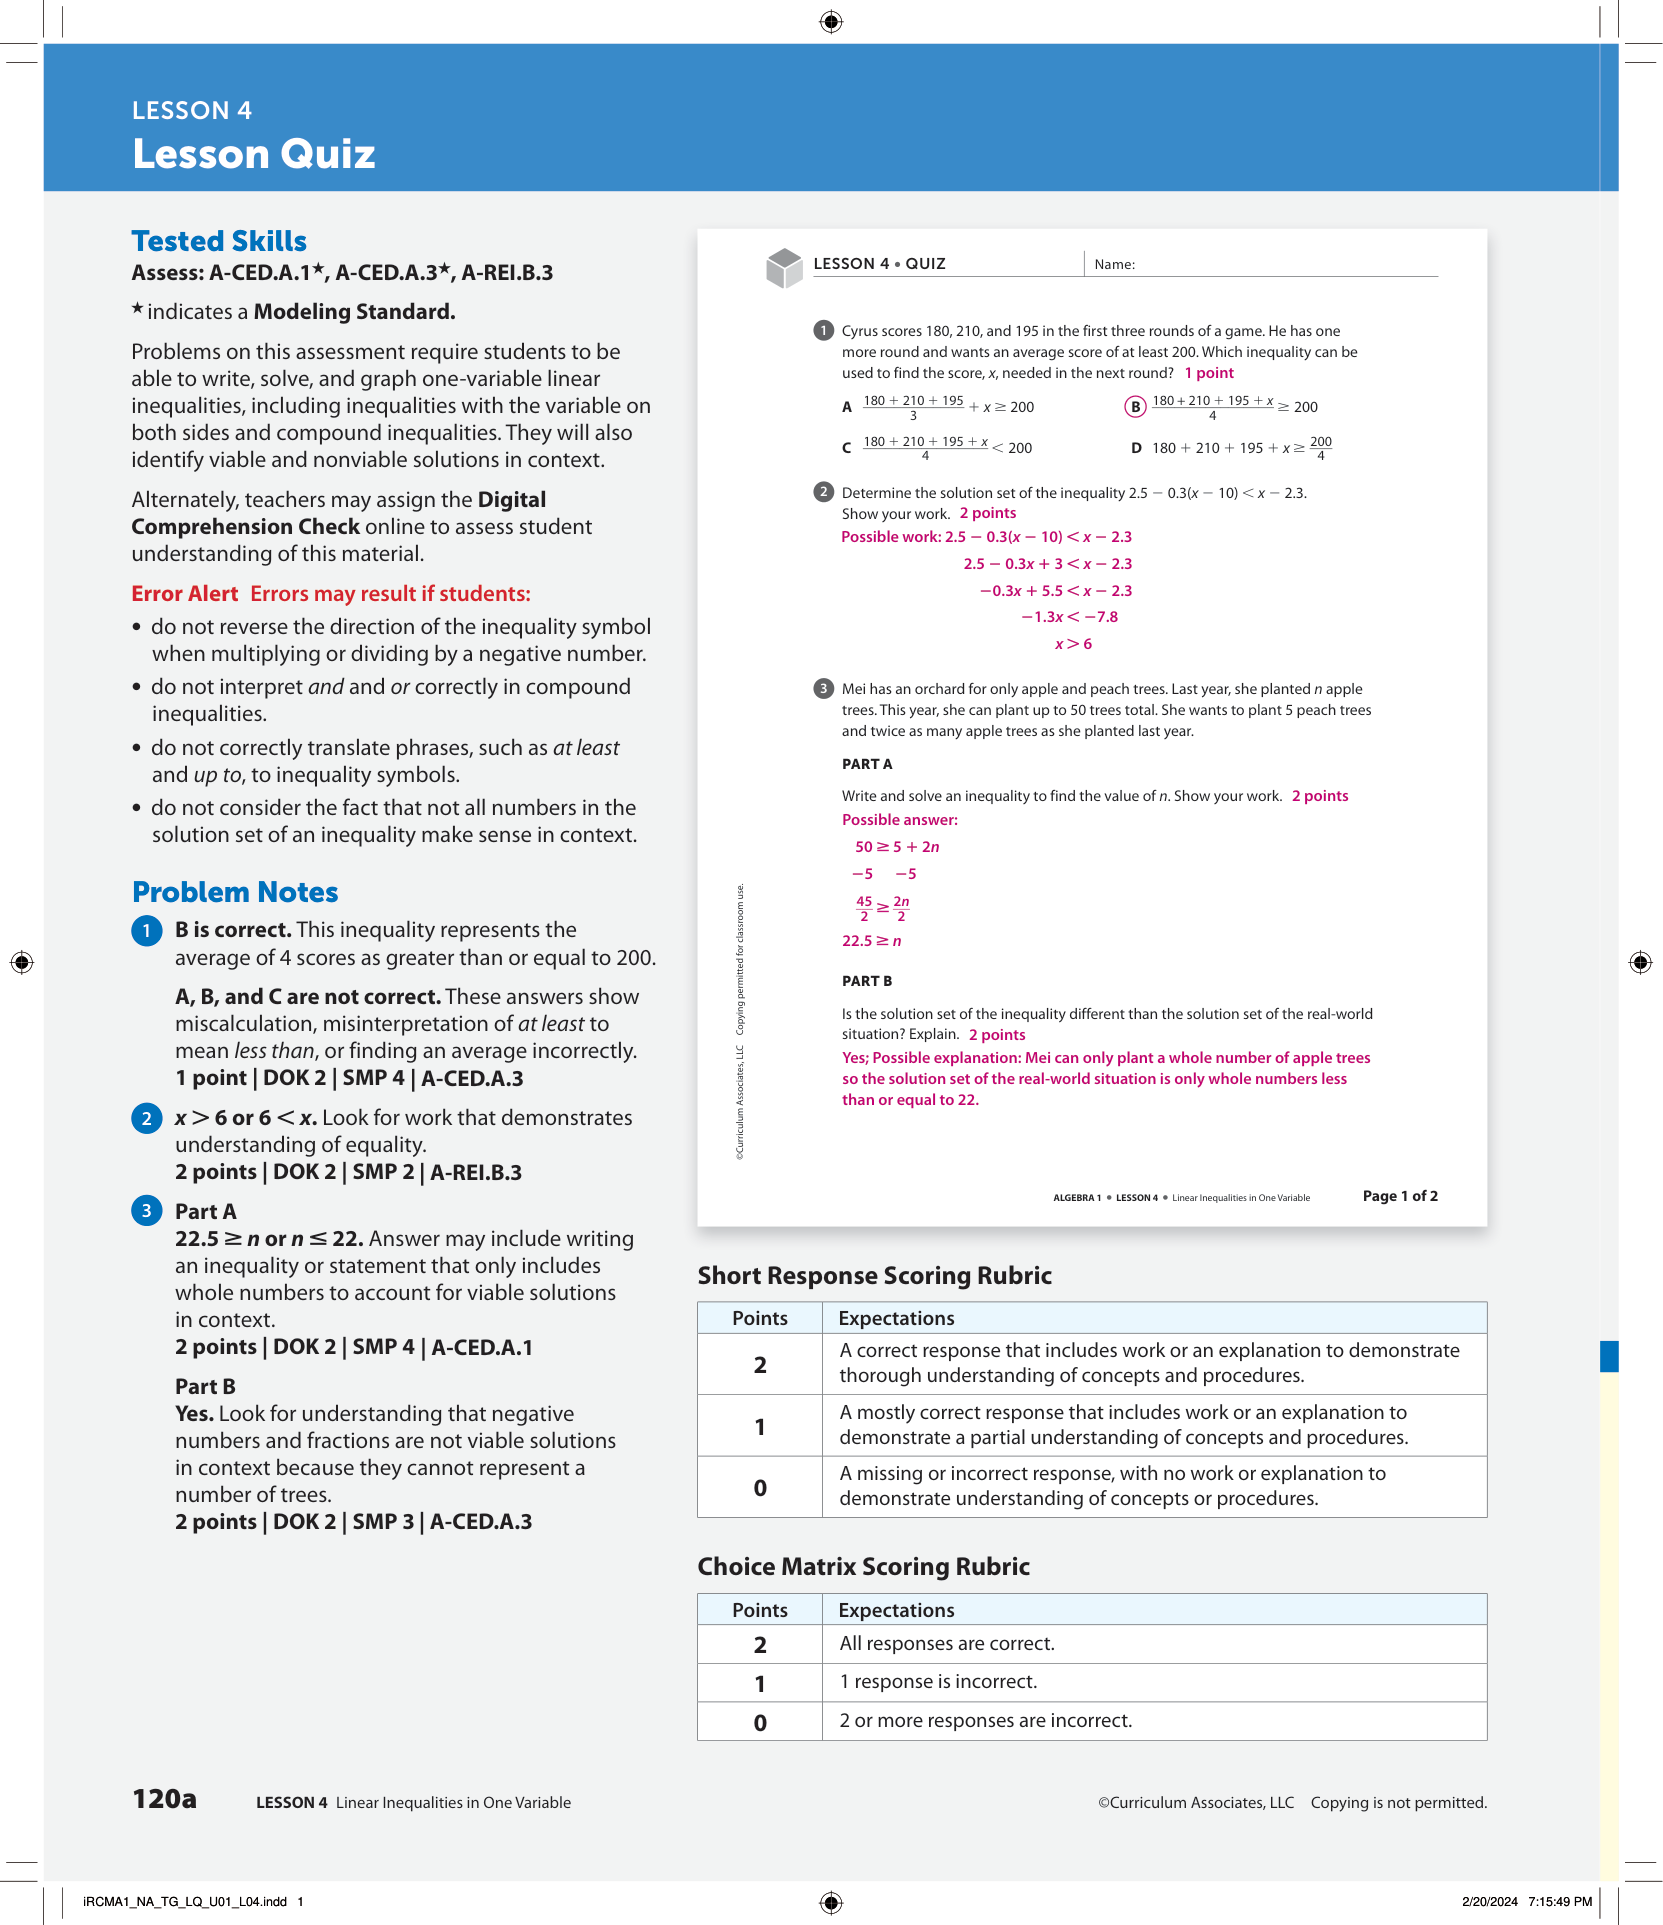 LESSON 4
Lesson Quiz
Tested Skills
Assess: A-CED.A.1★, A-CED.A.3★, A-REI.B.3
★ indicates a Modeling Standard.
Problems on this assessment require students to be
able to write, solve, and graph one-variable linear
inequalities, including inequalities with the variable on
both sides and compound inequalities. They will also
identify viable and nonviable solutions in context.
Alternately, teachers may assign the Digital
Comprehension Check online to assess student
understanding of this material.
Error Alert Errors may result if students:
• do not reverse the direction of the inequality symbol
when multiplying or dividing by a negative number.
• do not interpret and and or correctly in compound
inequalities.
• do not correctly translate phrases, such as at least
and up to, to inequality symbols.
• do not consider the fact that not all numbers in the
solution set of an inequality make sense in context.
Problem Notes
1 B is correct. This inequality represents the
average of 4 scores as greater than or equal to 200.
A, B, and C are not correct. These answers show
miscalculation, misinterpretation of at least to
mean less than, or finding an average incorrectly.
1 point | DOK 2 | SMP 4 | A-CED.A.3
2 x > 6 or 6 < x. Look for work that demonstrates
understanding of equality.
2 points | DOK 2 | SMP 2 | A-REI.B.3
3 Part A
22.5 ≥ n or n ≤ 22. Answer may include writing
an inequality or statement that only includes
whole numbers to account for viable solutions
in context.
2 points | DOK 2 | SMP 4 | A-CED.A.1
Part B
Yes. Look for understanding that negative
numbers and fractions are not viable solutions
in context because they cannot represent a
number of trees.
2 points | DOK 2 | SMP 3 | A-CED.A.3
LESSON 4 • QUIZ
Name:
1 Cyrus scores 180, 210, and 195 in the first three rounds of a game. He has one
more round and wants an average score of at least 200. Which inequality can be
used to find the score, x, needed in the next round? 1 point
A (180 + 210 + 195)/3 + x ≥ 200
B (180 + 210 + 195 + x)/4 ≥ 200
C (180 + 210 + 195 + x)/4 < 200
D 180 + 210 + 195 + x ≥ 200/4
2 Determine the solution set of the inequality 2.5 − 0.3(x − 10) < x − 2.3.
Show your work. 2 points
Possible work: 2.5 − 0.3(x − 10) < x − 2.3
2.5 − 0.3x + 3 < x − 2.3
−0.3x + 5.5 < x − 2.3
−1.3x < −7.8
x > 6
3 Mei has an orchard for only apple and peach trees. Last year, she planted n apple
trees. This year, she can plant up to 50 trees total. She wants to plant 5 peach trees
and twice as many apple trees as she planted last year.
PART A
Write and solve an inequality to find the value of n. Show your work. 2 points
Possible answer:
50 ≥ 5 + 2n
−5 −5
45/2 ≥ 2n/2
22.5 ≥ n
PART B
Is the solution set of the inequality different than the solution set of the real-world
situation? Explain. 2 points
Yes; Possible explanation: Mei can only plant a whole number of apple trees
so the solution set of the real-world situation is only whole numbers less
than or equal to 22.
©Curriculum Associates, LLC Copying permitted for classroom use.
ALGEBRA 1 • LESSON 4 • Linear Inequalities in One Variable Page 1 of 2
Short Response Scoring Rubric
Points Expectations
2 A correct response that includes work or an explanation to demonstrate
thorough understanding of concepts and procedures.
1 A mostly correct response that includes work or an explanation to
demonstrate a partial understanding of concepts and procedures.
0 A missing or incorrect response, with no work or explanation to
demonstrate understanding of concepts or procedures.
Choice Matrix Scoring Rubric
Points Expectations
2 All responses are correct.
1 1 response is incorrect.
0 2 or more responses are incorrect.
120a LESSON 4 Linear Inequalities in One Variable
©Curriculum Associates, LLC Copying is not permitted.
iRCMA1_NA_TG_LQ_U01_L04.indd 1
2/20/2024 7:15:49 PM